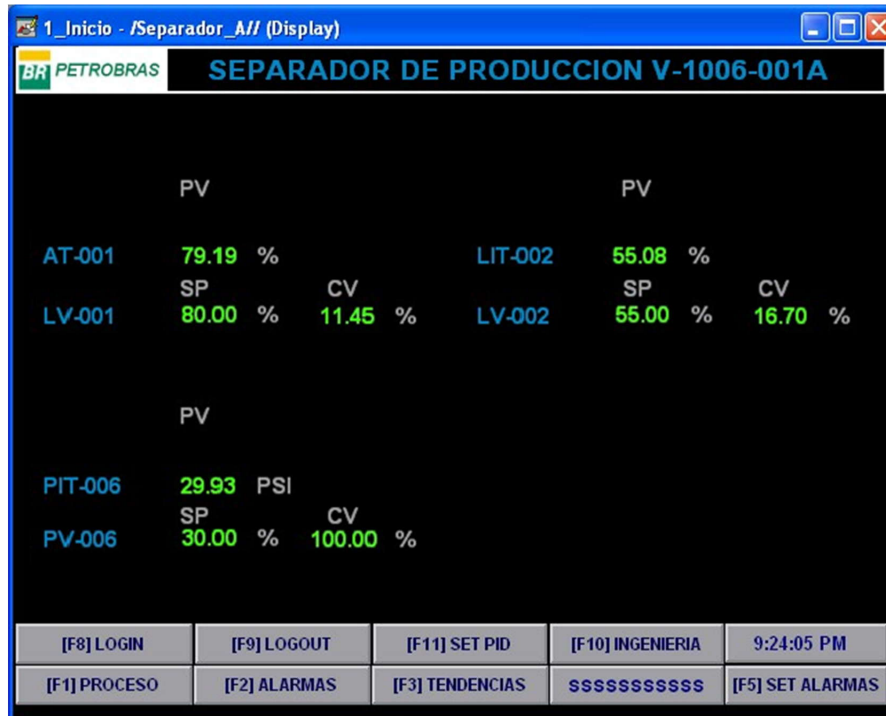 1_Inicio - /Separador_A// (Display)
BR PETROBRAS SEPARADOR DE PRODUCCION V-1006-001A
PV PV
AT-001 79.19 % LIT-002 55.08 %
SP CV SP CV
LV-001 80.00 % 11.45 % LV-002 55.00 % 16.70 %
PV
PIT-006 29.93 PSI
SP CV
PV-006 30.00 % 100.00 %
[F8] LOGIN [F9] LOGOUT [F11] SET PID [F10] INGENIERIA 9:24:05 PM
[F1] PROCESO [F2] ALARMAS [F3] TENDENCIAS SSSSSSSSSSS [F5] SET ALARMAS